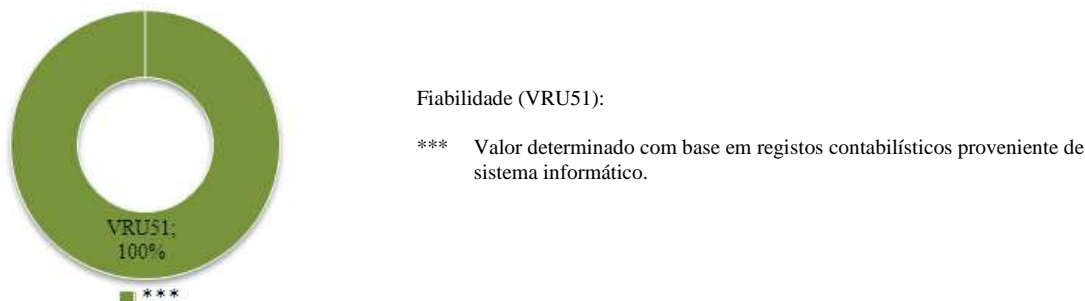 VRU51;
100%
***
Fiabilidade (VRU51):
*** Valor determinado com base em registos contabilísticos proveniente de
sistema informático.